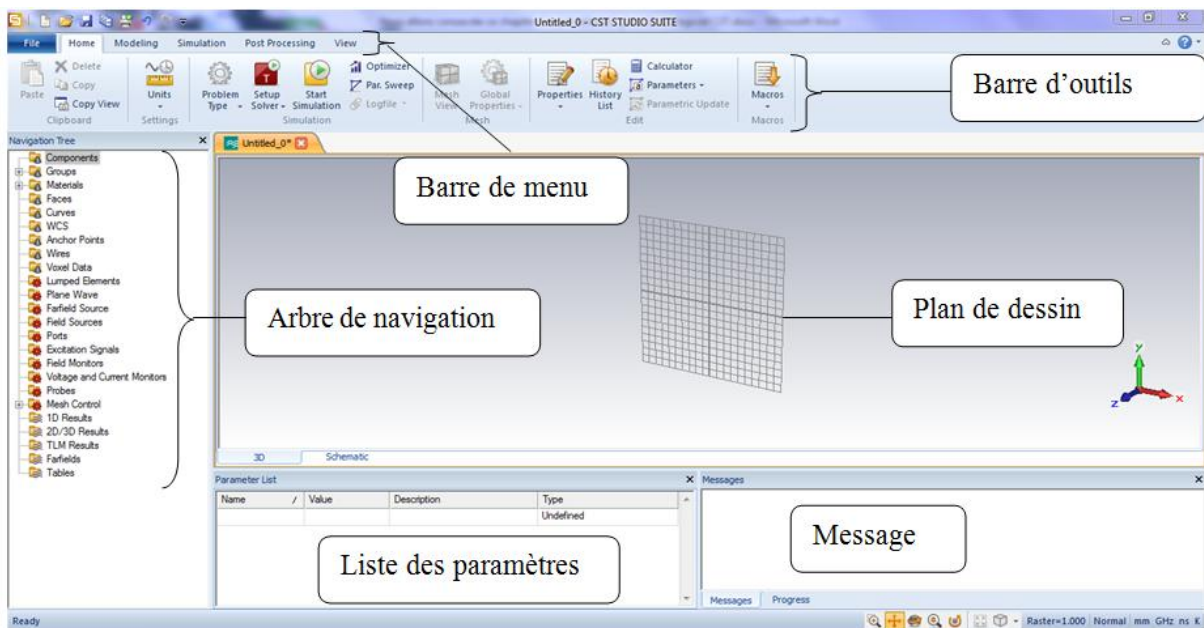 Untitled_0 - CST STUDIO SUITE
File Home Modeling Simulation Post Processing View
Paste
Delete
Copy
Copy View
Clipboard
Units
Settings
Problem Type
Setup Solver
Start Simulation
Optimizer
Par. Sweep
Logfile
Simulation
Mesh View
Global Properties
Mesh
Properties
History List
Calculator
Parameters
Parametric Update
Edit
Macros
Macros
Barre d’outils
Navigation Tree
Untitled_0*
Components
Groups
Materials
Faces
Curves
WCS
Anchor Points
Wires
Voxel Data
Lumped Elements
Plane Wave
Farfield Source
Field Sources
Ports
Excitation Signals
Field Monitors
Voltage and Current Monitors
Probes
Mesh Control
1D Results
2D/3D Results
TLM Results
Farfields
Tables
Barre de menu
Arbre de navigation
Plan de dessin
y
z
x
3D Schematic
Parameter List
Name / Value Description Type
Undefined
Liste des paramètres
Messages
Message
Messages Progress
Ready
Raster=1.000 Normal mm GHz ns K